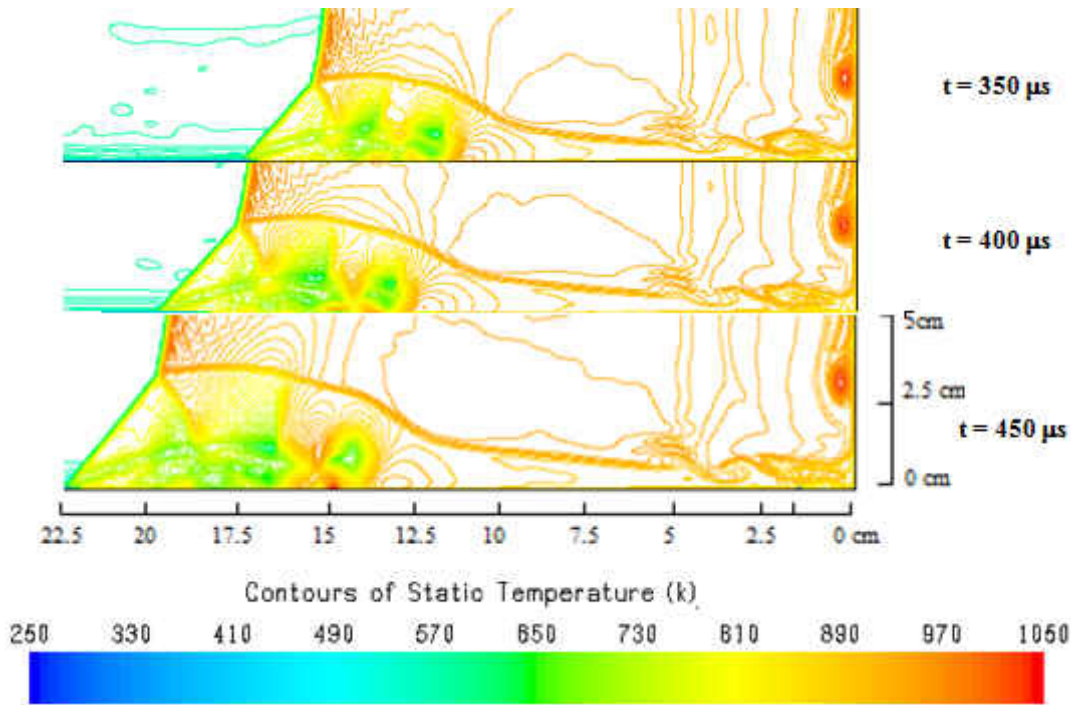 t = 350 µs
t = 400 µs
5cm
2.5 cm
t = 450 µs
0 cm
22.5 20 17.5 15 12.5 10 7.5 5 2.5 0 cm
Contours of Static Temperature (k)
250 330 410 490 570 650 730 810 890 970 1050